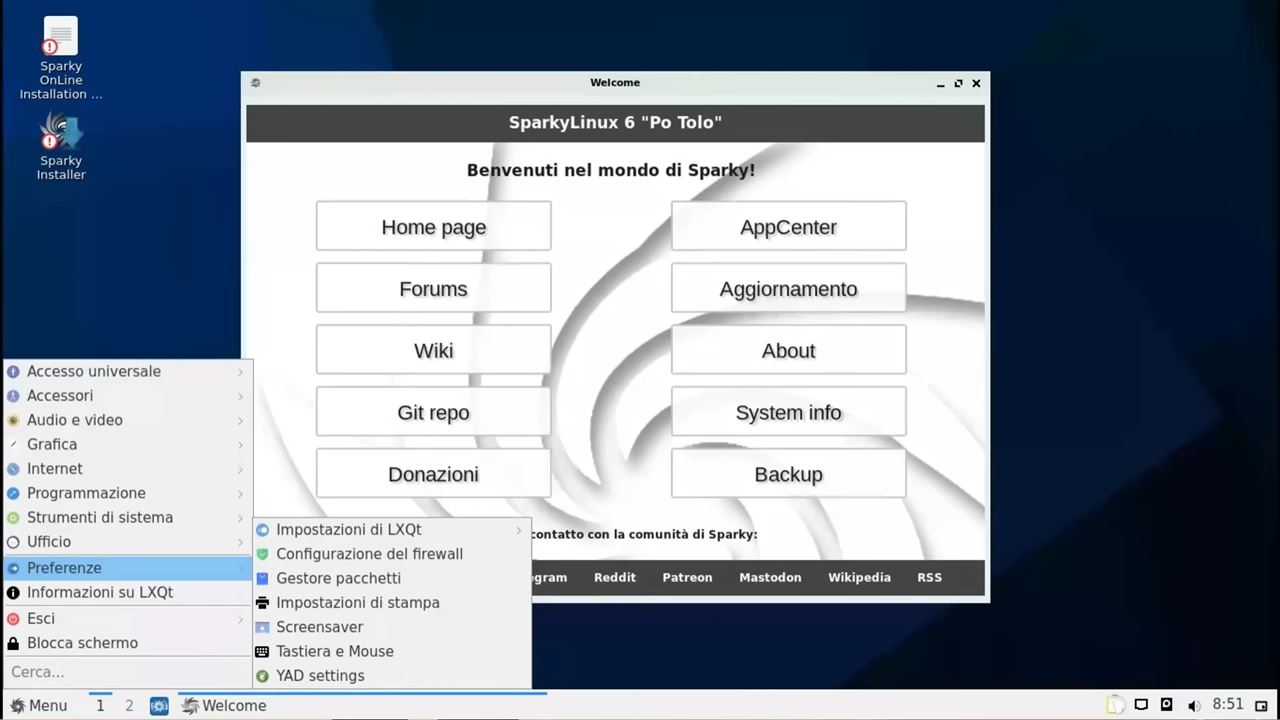 Sparky
OnLine
Installation ...
Sparky
Installer
Welcome
SparkyLinux 6 "Po Tolo"
Benvenuti nel mondo di Sparky!
Home page
AppCenter
Forums
Aggiornamento
Wiki
About
Git repo
System info
Donazioni
Backup
contatto con la comunità di Sparky:
Reddit
Patreon
Mastodon
Wikipedia
RSS
Accesso universale
Accessori
Audio e video
Grafica
Internet
Programmazione
Strumenti di sistema
Ufficio
Preferenze
Informazioni su LXQt
Esci
Blocca schermo
Cerca...
Impostazioni di LXQt
Configurazione del firewall
Gestore pacchetti
Impostazioni di stampa
Screensaver
Tastiera e Mouse
YAD settings
Menu
1
2
Welcome
8:51